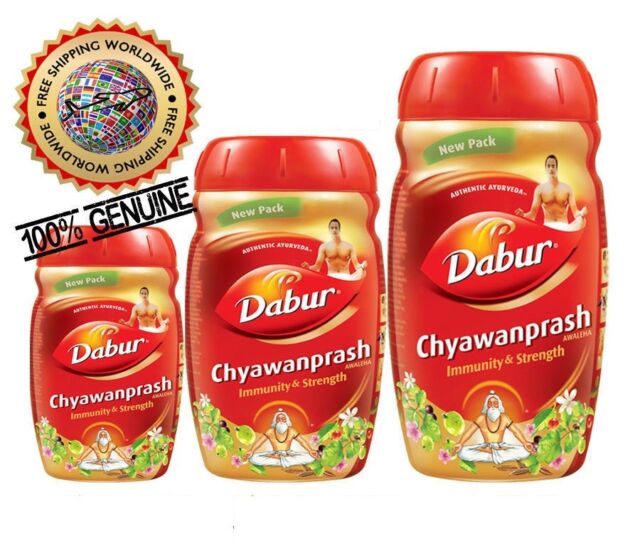 FREE SHIPPING WORLDWIDE • FREE SHIPPING WORLDWIDE •
100% GENUINE
New Pack
AUTHENTIC AYURVEDA
Dabur®
Chyawanprash
AWALEHA
Immunity & Strength
New Pack
AUTHENTIC AYURVEDA
Dabur®
Chyawanprash
AWALEHA
Immunity & Strength
New Pack
AUTHENTIC AYURVEDA
Dabur®
Chyawanprash
AWALEHA
Immunity & Strength